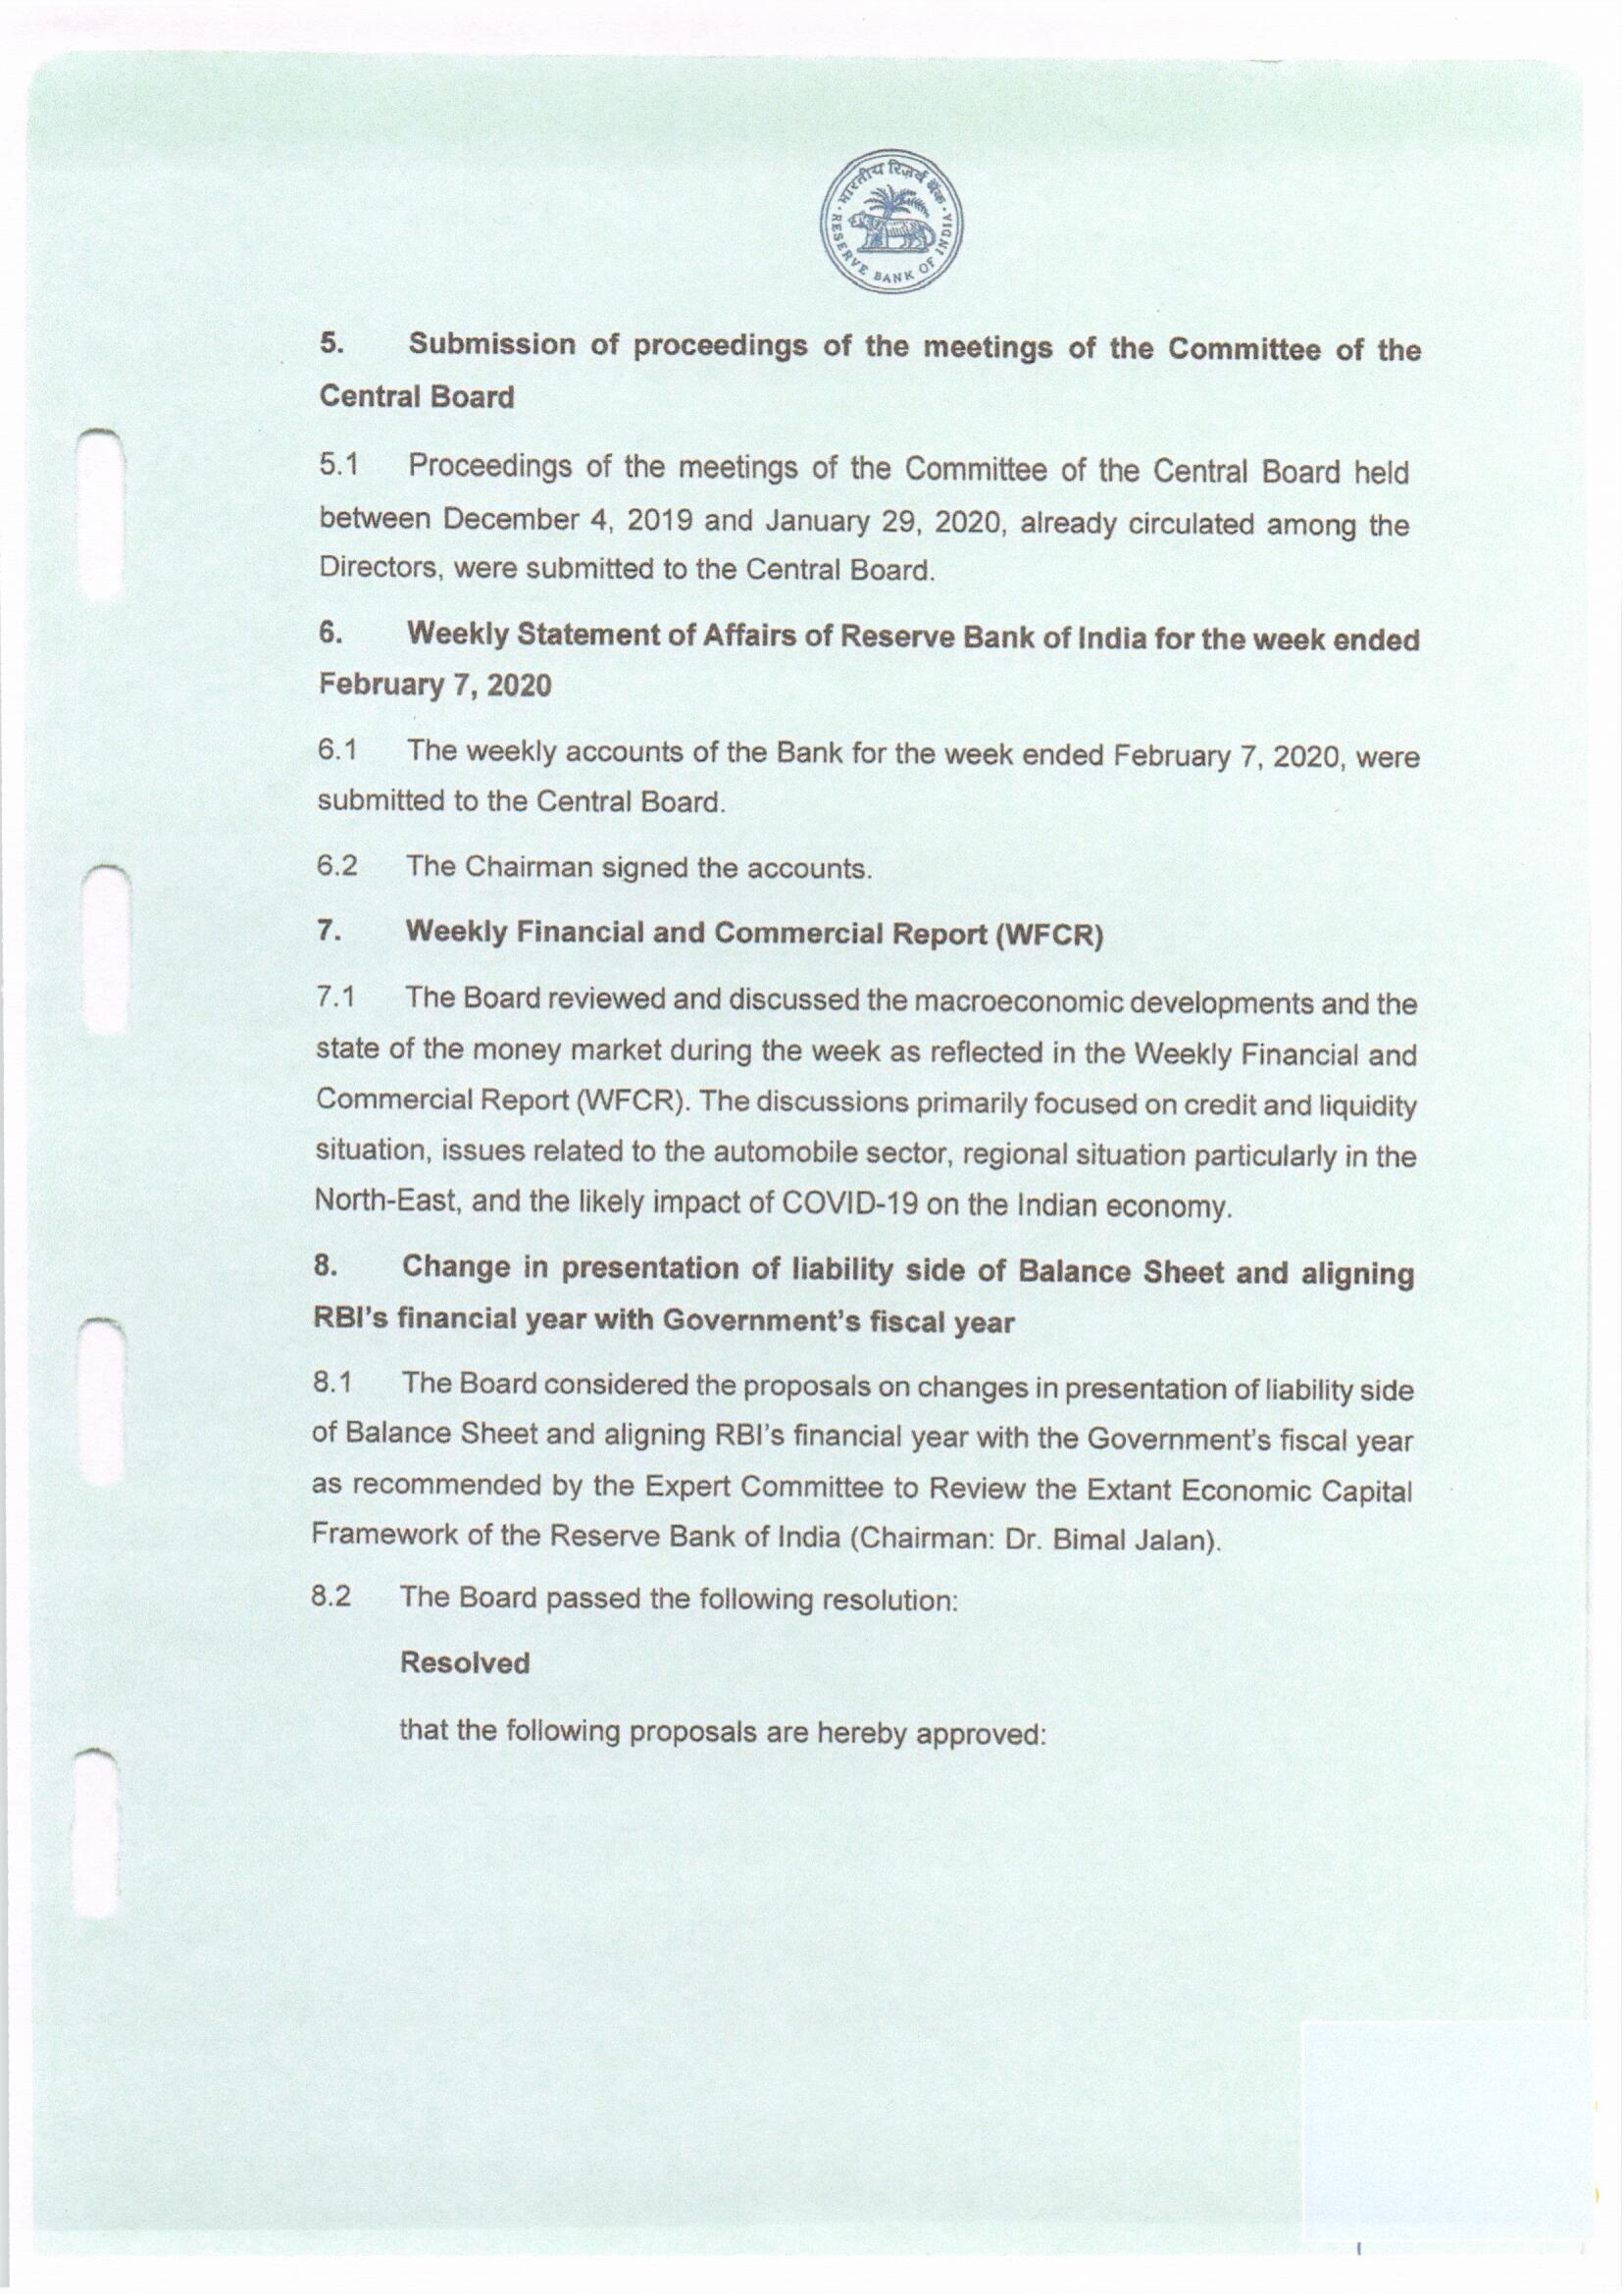 भारतीय रिज़र्व बैंक
RESERVE BANK OF INDIA
5. Submission of proceedings of the meetings of the Committee of the
Central Board
5.1 Proceedings of the meetings of the Committee of the Central Board held
between December 4, 2019 and January 29, 2020, already circulated among the
Directors, were submitted to the Central Board.
6. Weekly Statement of Affairs of Reserve Bank of India for the week ended
February 7, 2020
6.1 The weekly accounts of the Bank for the week ended February 7, 2020, were
submitted to the Central Board.
6.2 The Chairman signed the accounts.
7. Weekly Financial and Commercial Report (WFCR)
7.1 The Board reviewed and discussed the macroeconomic developments and the
state of the money market during the week as reflected in the Weekly Financial and
Commercial Report (WFCR). The discussions primarily focused on credit and liquidity
situation, issues related to the automobile sector, regional situation particularly in the
North-East, and the likely impact of COVID-19 on the Indian economy.
8. Change in presentation of liability side of Balance Sheet and aligning
RBI's financial year with Government's fiscal year
8.1 The Board considered the proposals on changes in presentation of liability side
of Balance Sheet and aligning RBI's financial year with the Government's fiscal year
as recommended by the Expert Committee to Review the Extant Economic Capital
Framework of the Reserve Bank of India (Chairman: Dr. Bimal Jalan).
8.2 The Board passed the following resolution:
Resolved
that the following proposals are hereby approved: